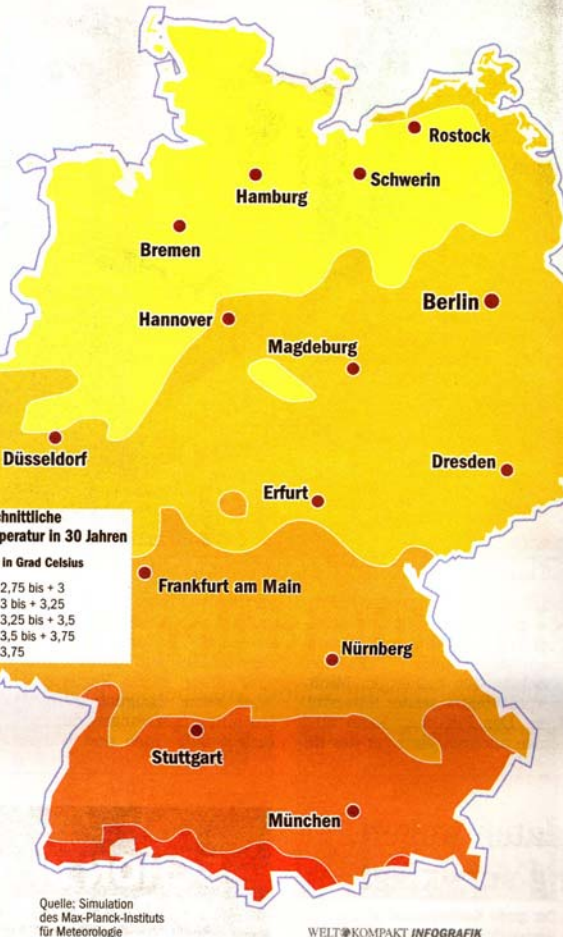 Rostock
Schwerin
Hamburg
Bremen
Berlin
Hannover
Magdeburg
Düsseldorf
Dresden
Erfurt
chnittliche
peratur in 30 Jahren
in Grad Celsius
2,75 bis + 3
3 bis + 3,25
3,25 bis + 3,5
3,5 bis + 3,75
3,75
Frankfurt am Main
Nürnberg
Stuttgart
München
Quelle: Simulation
des Max-Planck-Instituts
für Meteorologie
WELT KOMPAKT INFOGRAFIK